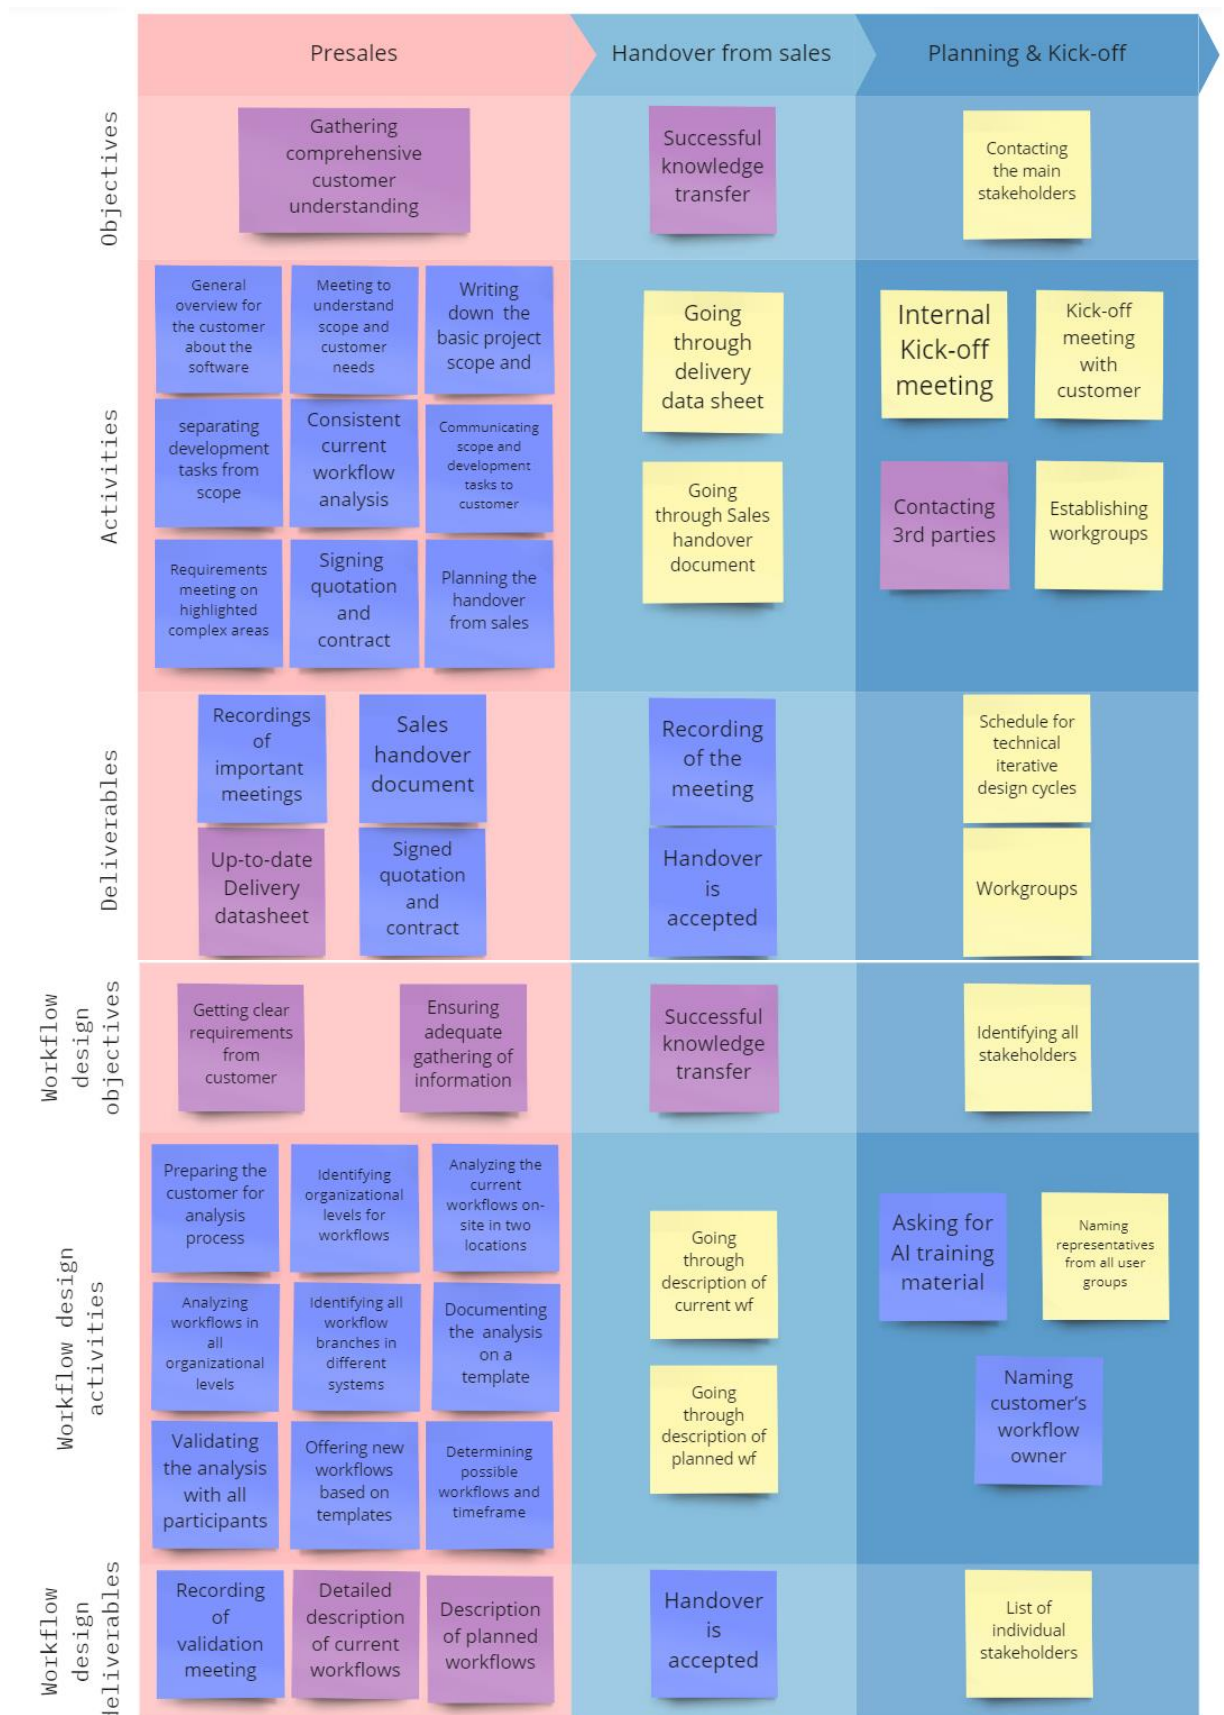 Presales
Handover from sales
Planning & Kick-off
Objectives
Gathering
comprehensive
customer
understanding
Successful
knowledge
transfer
Contacting
the main
stakeholders
Activities
General
overview for
the customer
about the
software
Meeting to
understand
scope and
customer
needs
Writing
down the
basic project
scope and
separating
development
tasks from
scope
Consistent
current
workflow
analysis
Communicating
scope and
development
tasks to
customer
Requirements
meeting on
highlighted
complex areas
Signing
quotation
and
contract
Planning the
handover
from sales
Going
through
delivery
data sheet
Going
through Sales
handover
document
Internal
Kick-off
meeting
Kick-off
meeting
with
customer
Contacting
3rd parties
Establishing
workgroups
Deliverables
Recordings
of
important
meetings
Sales
handover
document
Up-to-date
Delivery
datasheet
Signed
quotation
and
contract
Recording
of the
meeting
Handover
is
accepted
Schedule for
technical
iterative
design cycles
Workgroups
Workflow
design
objectives
Getting clear
requirements
from
customer
Ensuring
adequate
gathering of
information
Successful
knowledge
transfer
Identifying all
stakeholders
Workflow design
activities
Preparing the
customer for
analysis
process
Identifying
organizational
levels for
workflows
Analyzing the
current
workflows on-
site in two
locations
Analyzing
workflows in
all
organizational
levels
Identifying all
workflow
branches in
different
systems
Documenting
the analysis
on a
template
Validating
the analysis
with all
participants
Offering new
workflows
based on
templates
Determining
possible
workflows and
timeframe
Going
through
description of
current wf
Going
through
description of
planned wf
Asking for
AI training
material
Naming
representatives
from all user
groups
Naming
customer's
workflow
owner
Workflow
design
deliverables
Recording
of
validation
meeting
Detailed
description
of current
workflows
Description
of planned
workflows
Handover
is
accepted
List of
individual
stakeholders